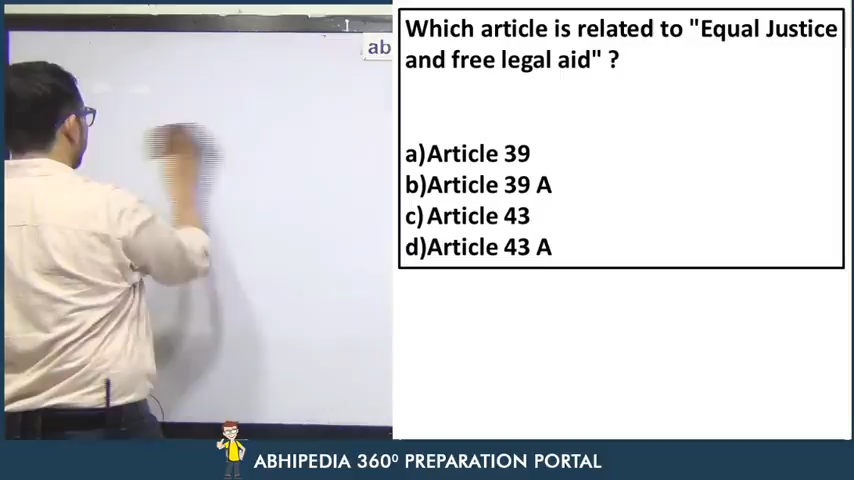 ab
Which article is related to "Equal Justice
and free legal aid" ?
a)Article 39
b)Article 39 A
c) Article 43
d)Article 43 A
ABHIPEDIA 360⁰ PREPARATION PORTAL